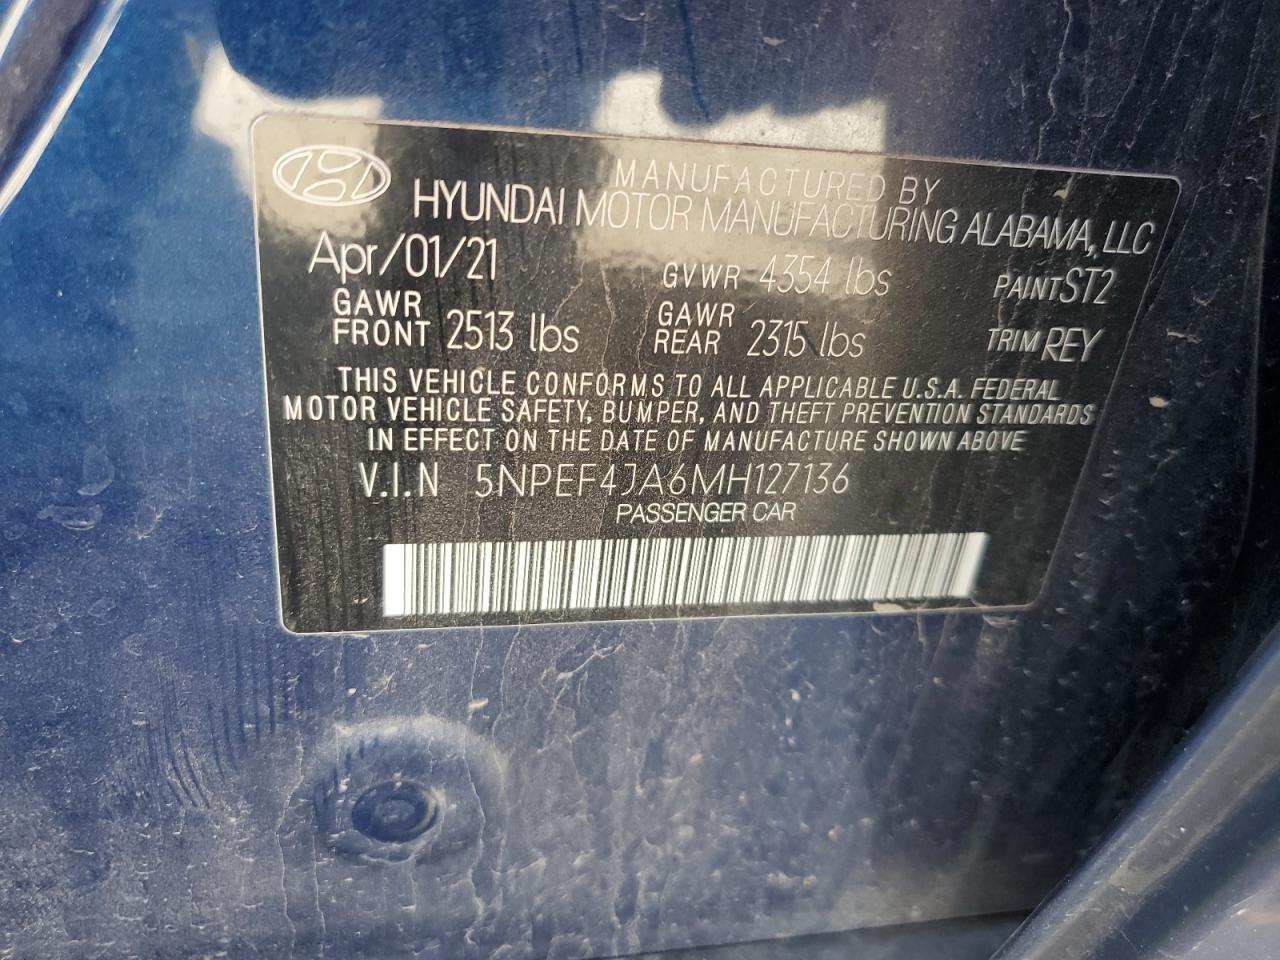 MANUFACTURED BY
HYUNDAI MOTOR MANUFACTURING ALABAMA, LLC
Apr/01/21 GVWR 4354 lbs PAINT ST2
GAWR FRONT 2513 lbs GAWR REAR 2315 lbs TRIM REY
THIS VEHICLE CONFORMS TO ALL APPLICABLE U.S.A. FEDERAL
MOTOR VEHICLE SAFETY, BUMPER, AND THEFT PREVENTION STANDARDS
IN EFFECT ON THE DATE OF MANUFACTURE SHOWN ABOVE
V.I.N 5NPEF4JA6MH127136
PASSENGER CAR